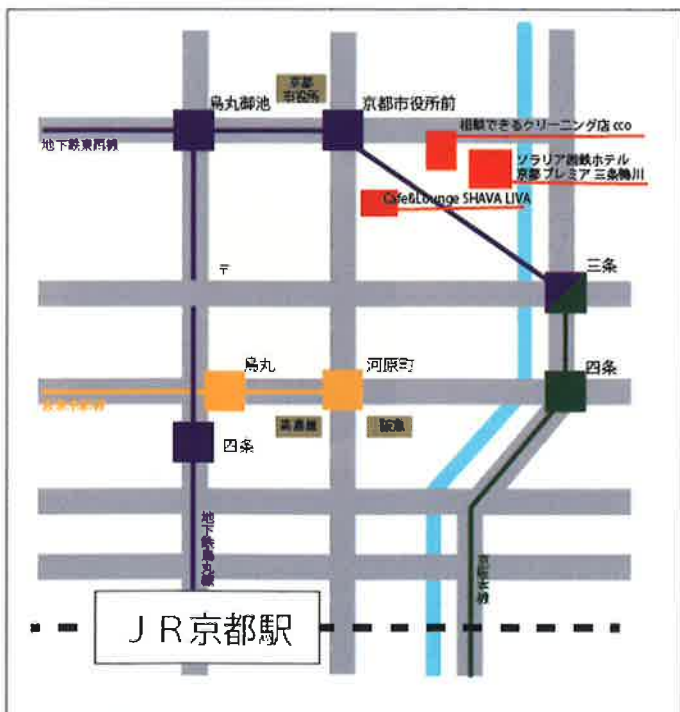 京都
市役所
烏丸御池
京都市役所前
相談できるクリーニング店 cco
地下鉄東西線
ソラリア西鉄ホテル
京都プレミア 三条鴨川
Cafe&Lounge SHAVA LIVA
三条
〒
烏丸
河原町
四条
高島屋
阪急
四条
地下鉄烏丸線
京阪本線
JR京都駅